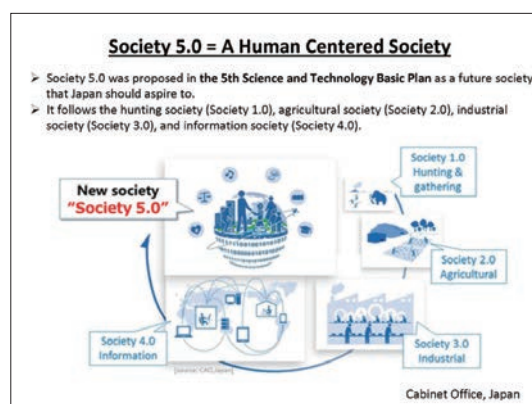 Society 5.0 = A Human Centered Society
➢ Society 5.0 was proposed in the 5th Science and Technology Basic Plan as a future society
that Japan should aspire to.
➢ It follows the hunting society (Society 1.0), agricultural society (Society 2.0), industrial
society (Society 3.0), and information society (Society 4.0).
New society
"Society 5.0"
Society 1.0
Hunting &
gathering
Society 2.0
Agricultural
Society 3.0
Industrial
Society 4.0
Information
[source: CAO, Japan]
Cabinet Office, Japan